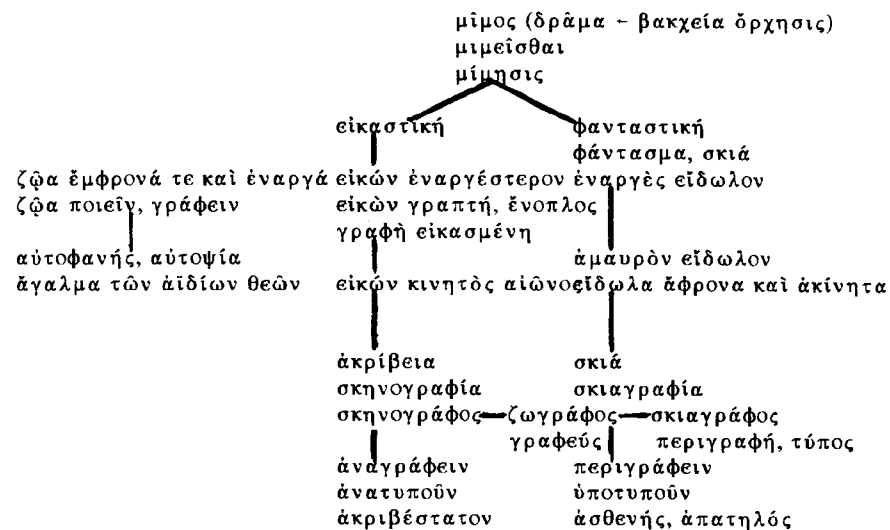 μῖμος (δρᾶμα - βακχεία ὄρχησις)
μιμεῖσθαι
μίμησις
εἰκαστική φανταστική
φάντασμα, σκιά
ζῷα ἔμφρονά τε καὶ ἐναργά εἰκών ἐναργέστερον ἐναργὲς εἴδωλον
ζῷα ποιεῖν, γράφειν εἰκὼν γραπτή, ἔνοπλος
γραφὴ εἰκασμένη
αὐτοφανής, αὐτοψία ἀμαυρὸν εἴδωλον
ἄγαλμα τῶν ἀϊδίων θεῶν εἰκών κινητὸς αἰῶνος εἴδωλα ἄφρονα καὶ ἀκίνητα
ἀκρίβεια σκιά
σκηνογραφία σκιαγραφία
σκηνογράφος ζωγράφος σκιαγράφος
γραφεύς περιγραφή, τύπος
ἀναγράφειν περιγράφειν
ἀνατυποῦν ὑποτυποῦν
ἀκριβέστατον ἀσθενής, ἀπατηλός